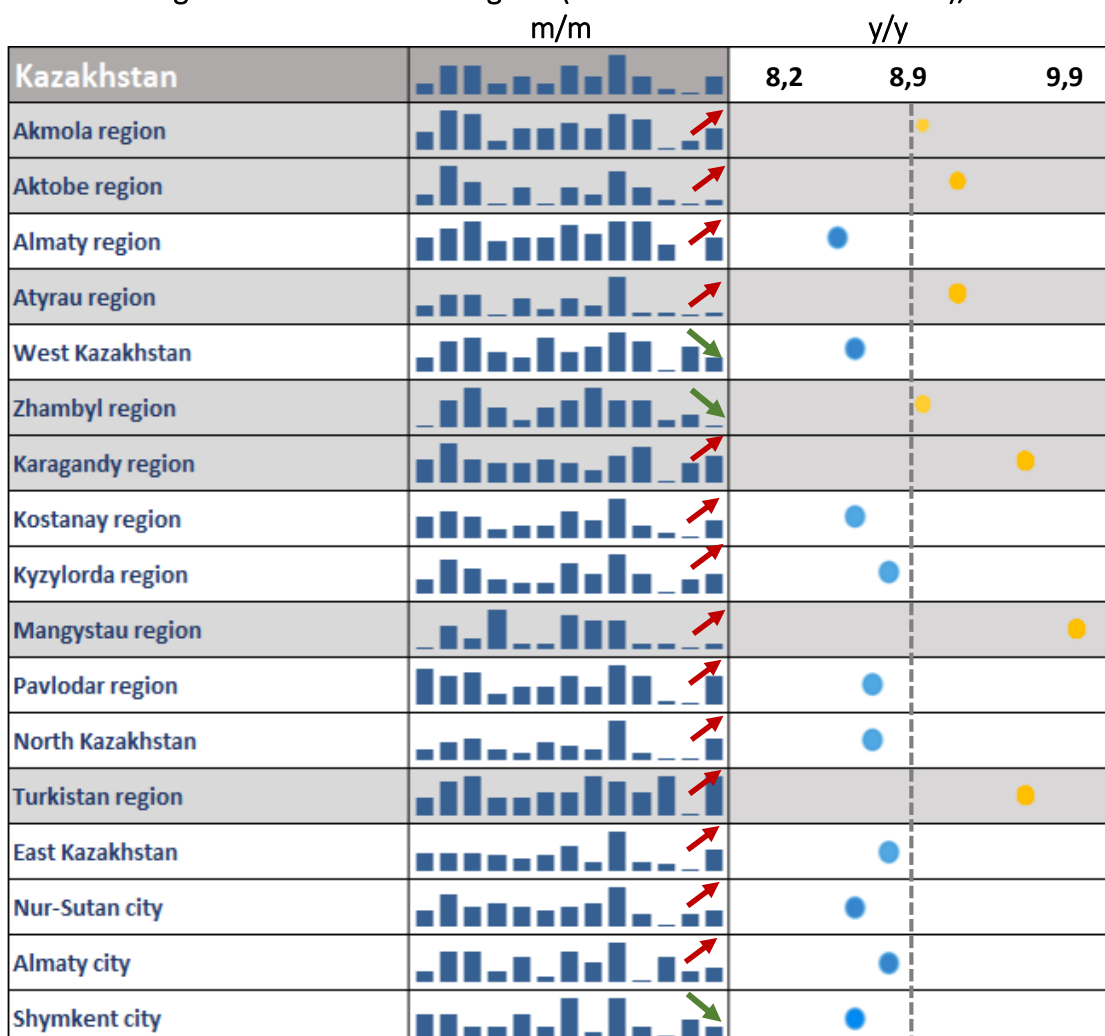 m/m y/y
Kazakhstan 8,2 8,9 9,9
Akmola region
Aktobe region
Almaty region
Atyrau region
West Kazakhstan
Zhambyl region
Karagandy region
Kostanay region
Kyzylorda region
Mangystau region
Pavlodar region
North Kazakhstan
Turkistan region
East Kazakhstan
Nur-Sutan city
Almaty city
Shymkent city